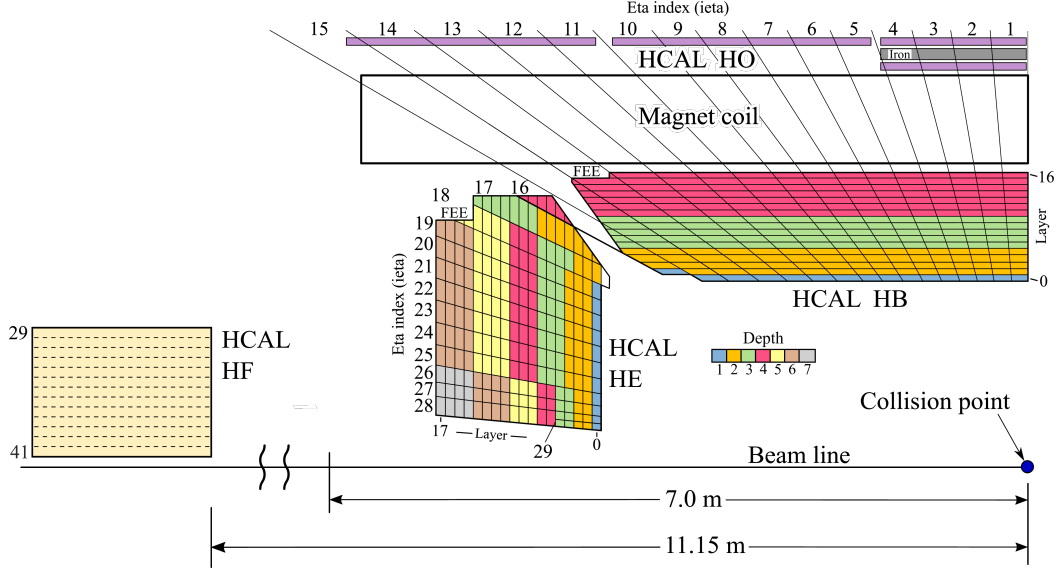 Eta index (ieta)
15 14 13 12 11 10 9 8 7 6 5 4 3 2 1
Iron
HCAL HO
Magnet coil
FEE
16
Layer
0
HCAL HB
18 17 16
FEE
19
20
21
22
23
24
25
26
27
28
Eta index (ieta)
17
Layer
29
0
HCAL
HE
Depth
1 2 3 4 5 6 7
29
41
HCAL
HF
Collision point
Beam line
7.0 m
11.15 m